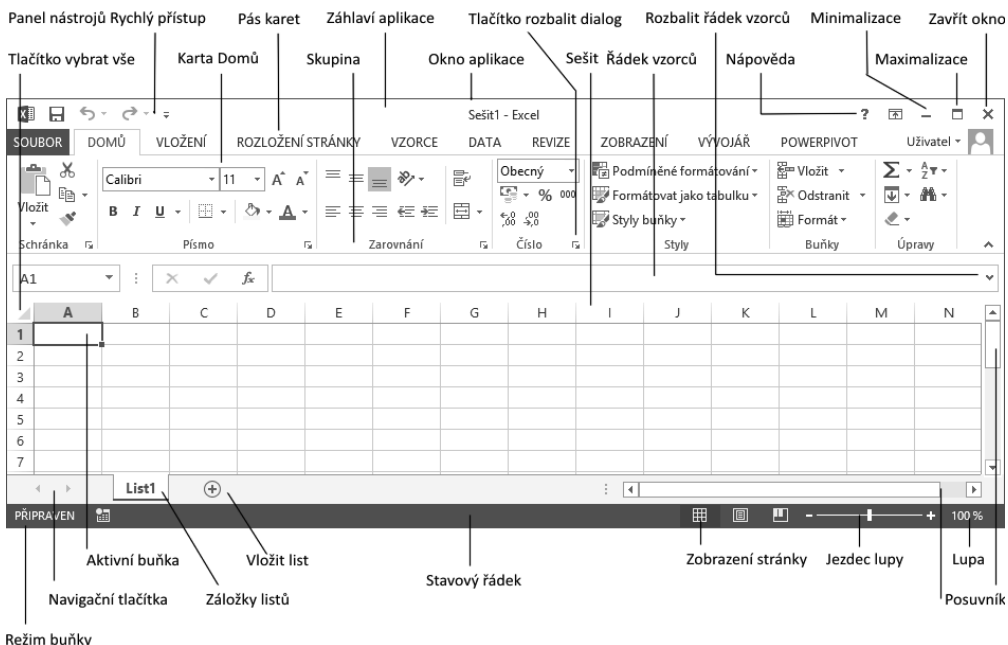 Panel nástrojů Rychlý přístup Pás karet Záhlaví aplikace Tlačítko rozbalit dialog Rozbalit řádek vzorců Minimalizace Zavřít okno
Tlačítko vybrat vše Karta Domů Skupina Okno aplikace Sešit Řádek vzorců Nápověda Maximalizace
Sešit1 - Excel ?
SOUBOR DOMŮ VLOŽENÍ ROZLOŽENÍ STRÁNKY VZORCE DATA REVIZE ZOBRAZENÍ VÝVOJÁŘ POWERPIVOT Uživatel
Calibri 11 A A Obecný Podmíněné formátování Vložit Σ
Vložit % 000 Formátovat jako tabulku Odstranit
B I U A ,00 ,00 Styly buňky Formát
Schránka Písmo Zarovnání Číslo Styly Buňky Úpravy
A1 fx
A B C D E F G H I J K L M N
1
2
3
4
5
6
7
List1
PŘIPRAVEN 100 %
Aktivní buňka Vložit list Zobrazení stránky Jezdec lupy Lupa
Stavový řádek
Navigační tlačítka Záložky listů Posuvník
Režim buňky